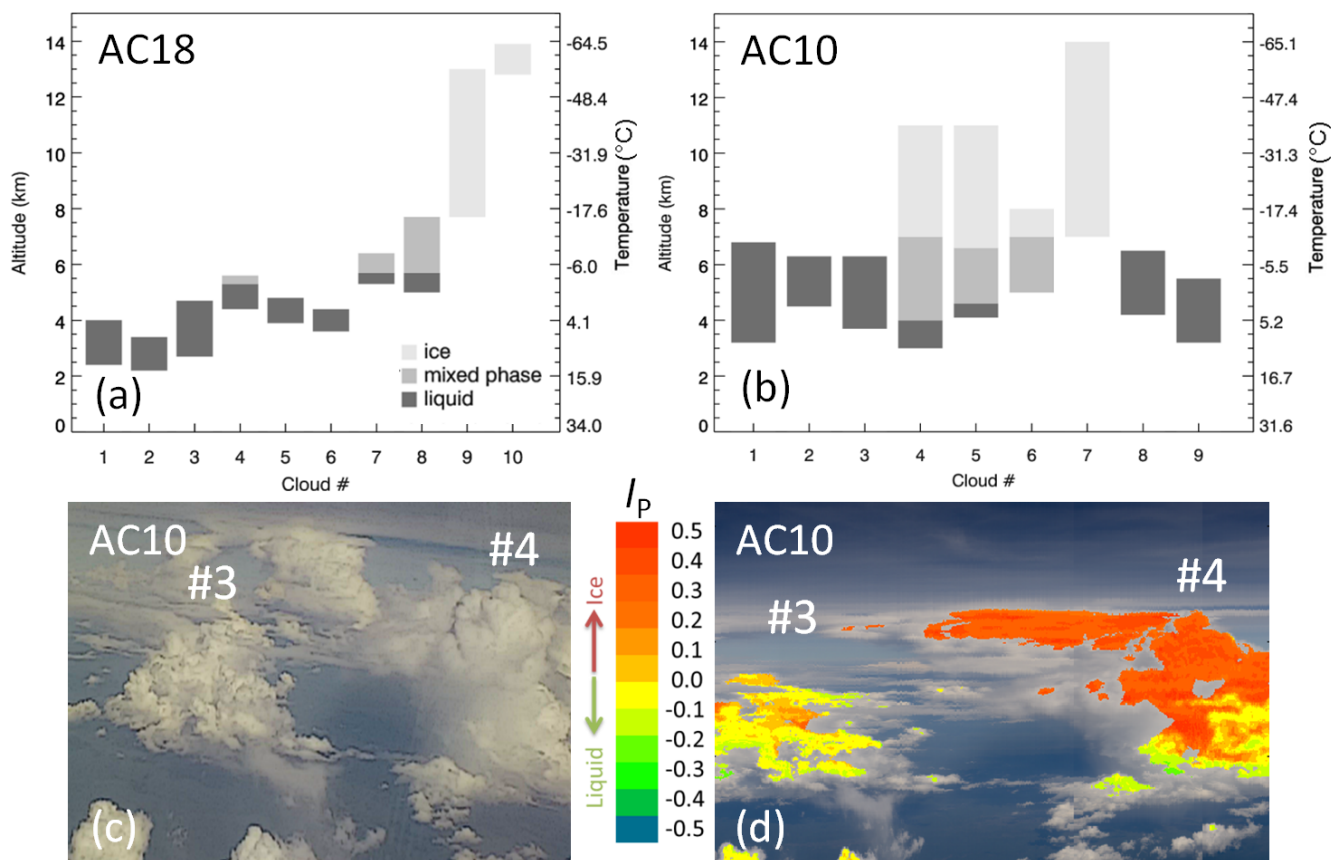 AC18
Altitude (km)
14
12
10
8
6
4
2
0
-64.5
-48.4
-31.9
-17.6
-6.0
4.1
15.9
34.0
Temperature (°C)
ice
mixed phase
liquid
(a)
1 2 3 4 5 6 7 8 9 10
Cloud #
AC10
Altitude (km)
14
12
10
8
6
4
2
0
-65.1
-47.4
-31.3
-17.4
-5.5
5.2
16.7
31.6
Temperature (°C)
(b)
1 2 3 4 5 6 7 8 9
Cloud #
AC10
#3
#4
(c)
IP
Ice
Liquid
0.5
0.4
0.3
0.2
0.1
0.0
-0.1
-0.2
-0.3
-0.4
-0.5
AC10
#3
#4
(d)